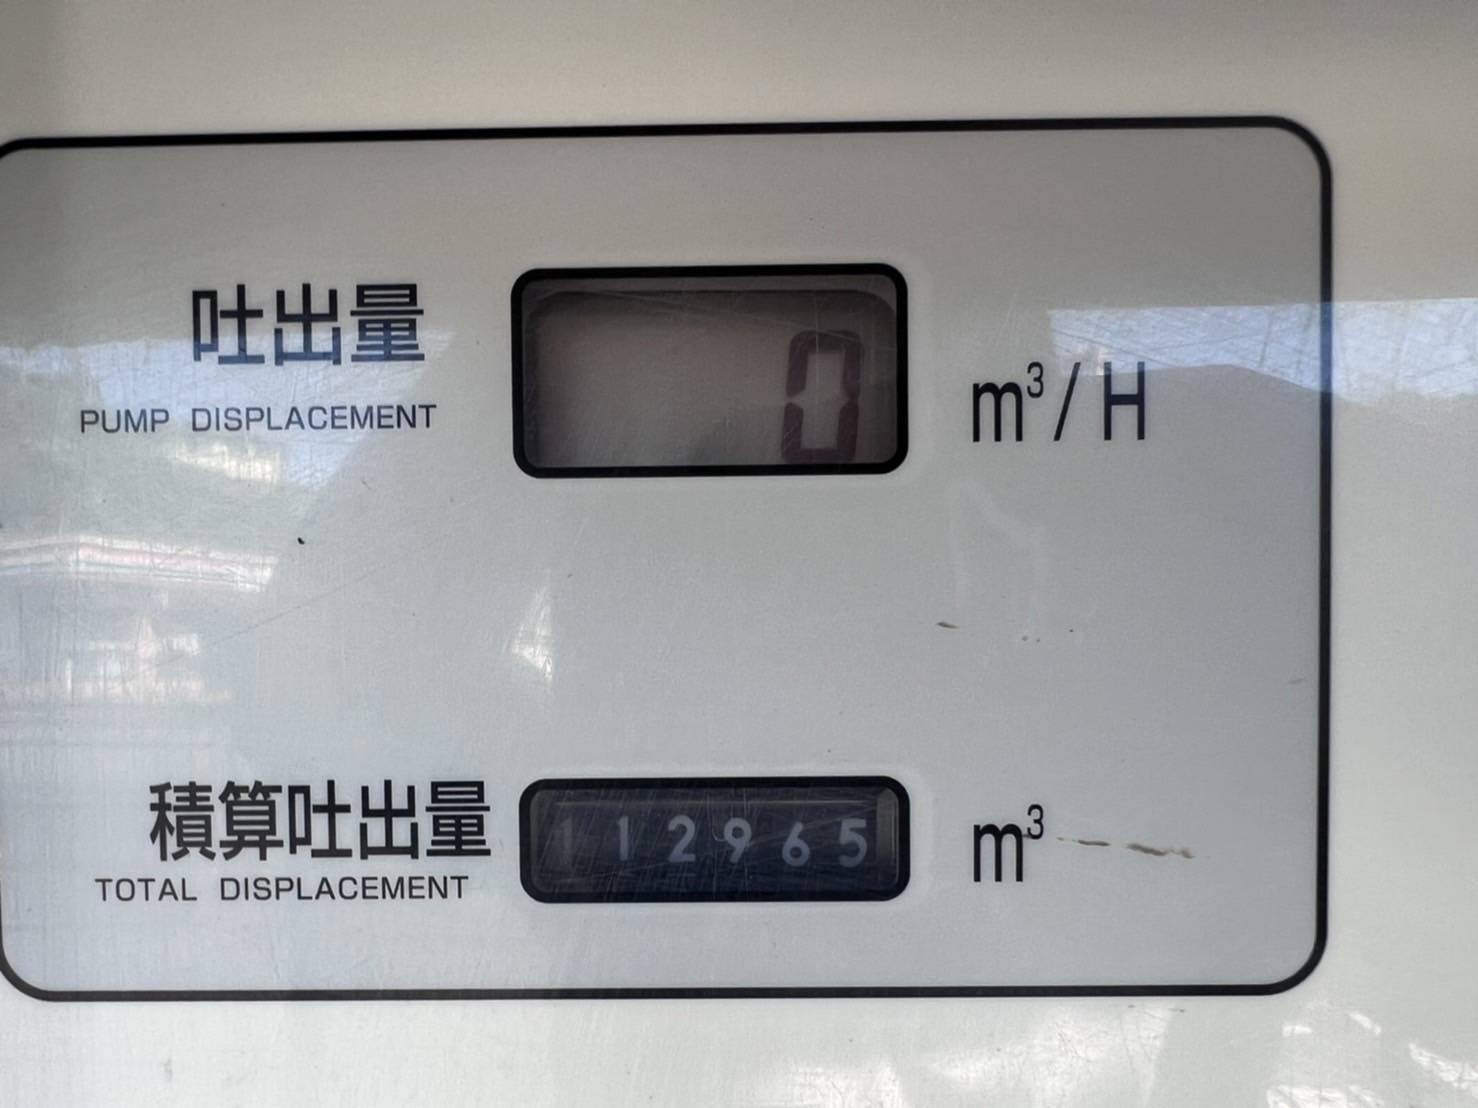 吐出量
PUMP DISPLACEMENT
0
m³/H
積算吐出量
TOTAL DISPLACEMENT
112965
m³